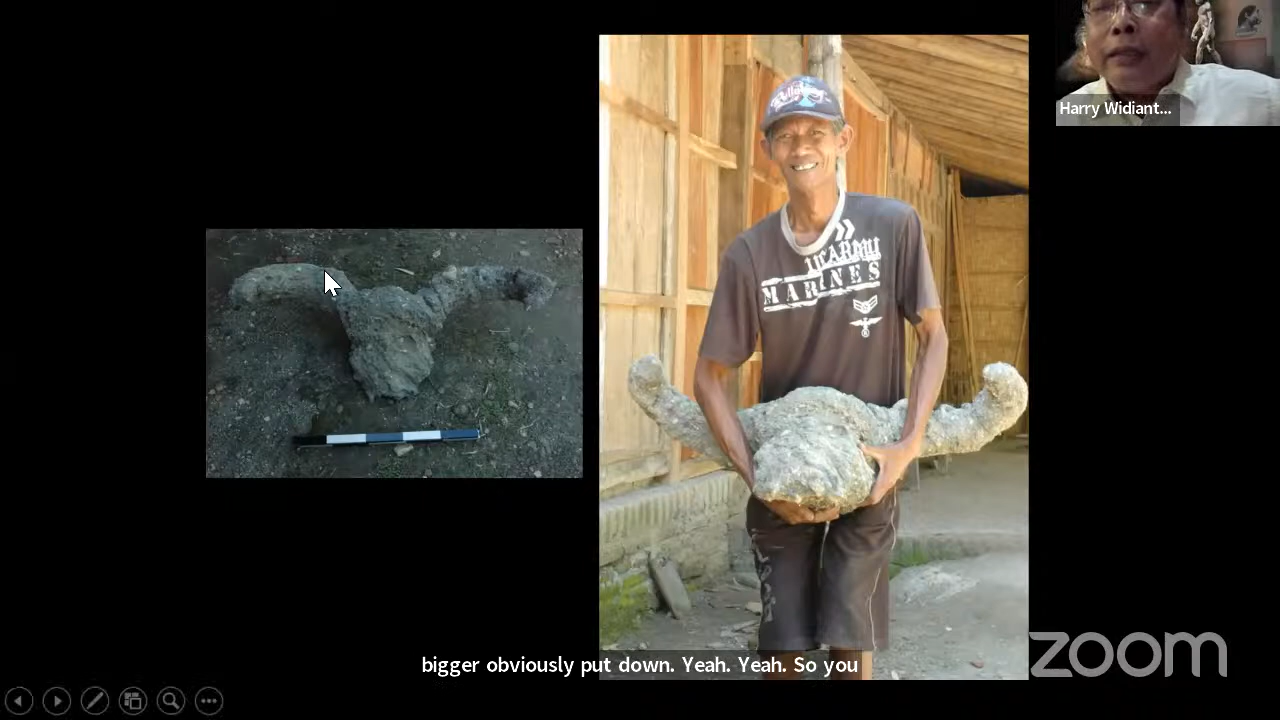 Harry Widiant...
MARINES
bigger obviously put down. Yeah. Yeah. So you
zoom